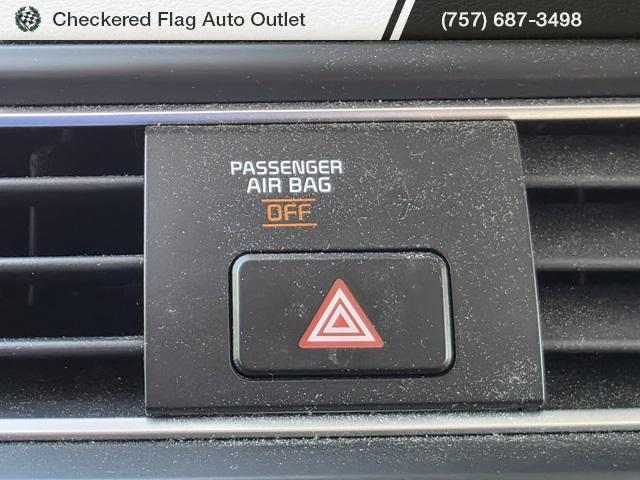 Checkered Flag Auto Outlet (757) 687-3498
PASSENGER
AIR BAG
OFF